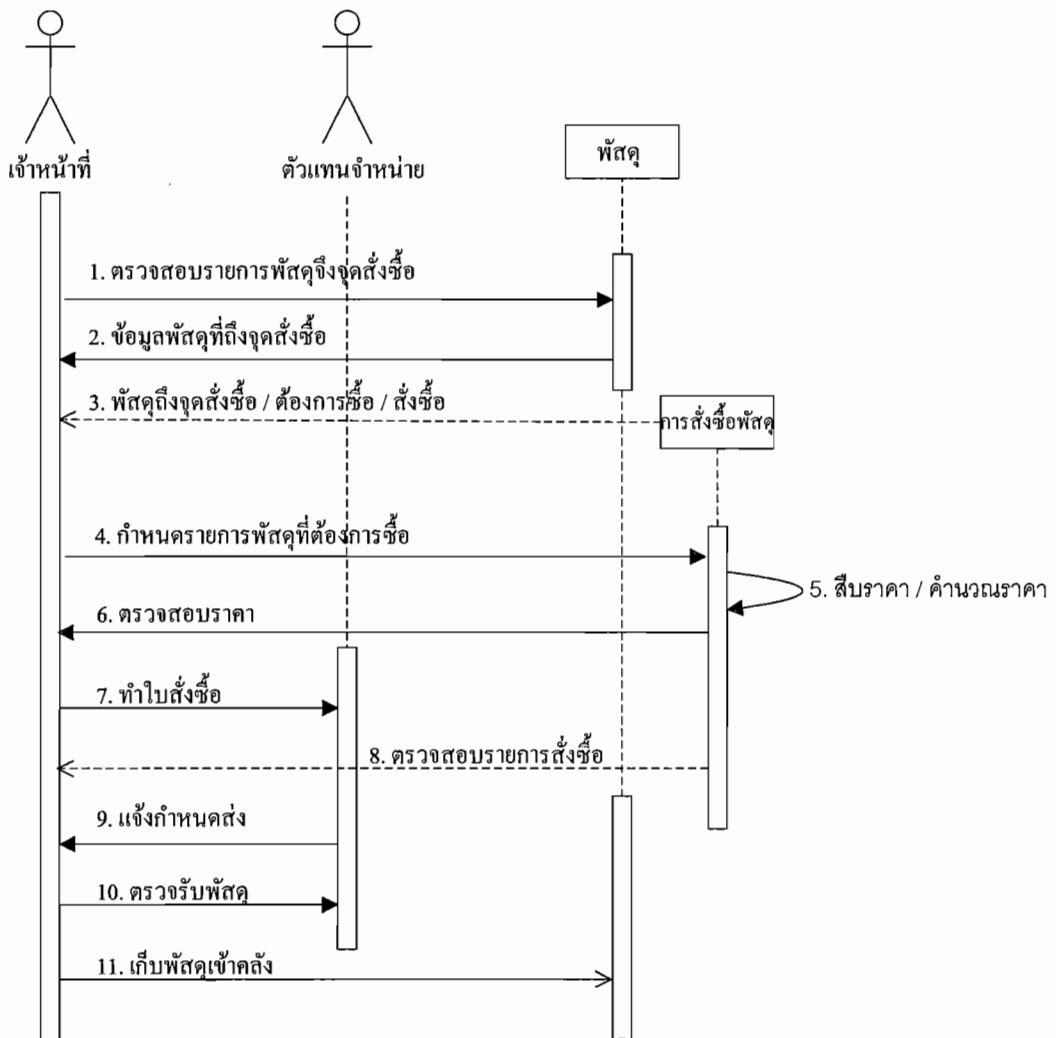 เจ้าหน้าที่
ตัวแทนจำหน่าย
พัสดุ
1. ตรวจสอบรายการพัสดุจึงจุดสั่งซื้อ
2. ข้อมูลพัสดุที่ถึงจุดสั่งซื้อ
3. พัสดุถึงจุดสั่งซื้อ / ต้องการซื้อ / สั่งซื้อ
การสั่งซื้อพัสดุ
4. กำหนดรายการพัสดุที่ต้องการซื้อ
5. สืบราคา / คำนวณราคา
6. ตรวจสอบราคา
7. ทำใบสั่งซื้อ
8. ตรวจสอบรายการสั่งซื้อ
9. แจ้งกำหนดส่ง
10. ตรวจรับพัสดุ
11. เก็บพัสดุเข้าคลัง